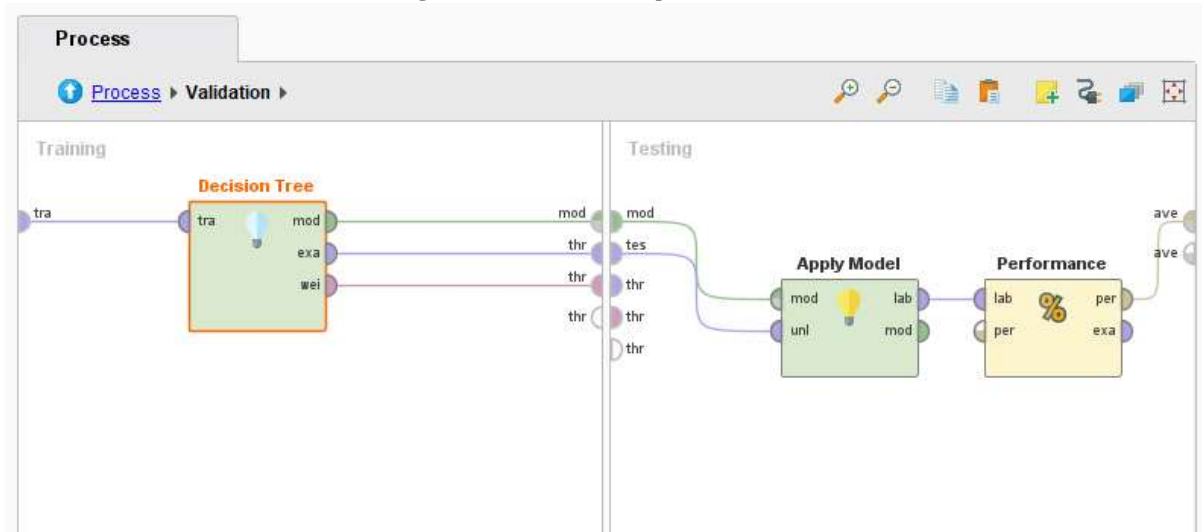 Process
Process ▸ Validation ▸
Training
Decision Tree
tra
tra
mod
exa
wei
mod
thr
thr
thr
Testing
mod
tes
thr
thr
thr
Apply Model
mod
unl
lab
mod
Performance
lab
per
per
exa
ave
ave